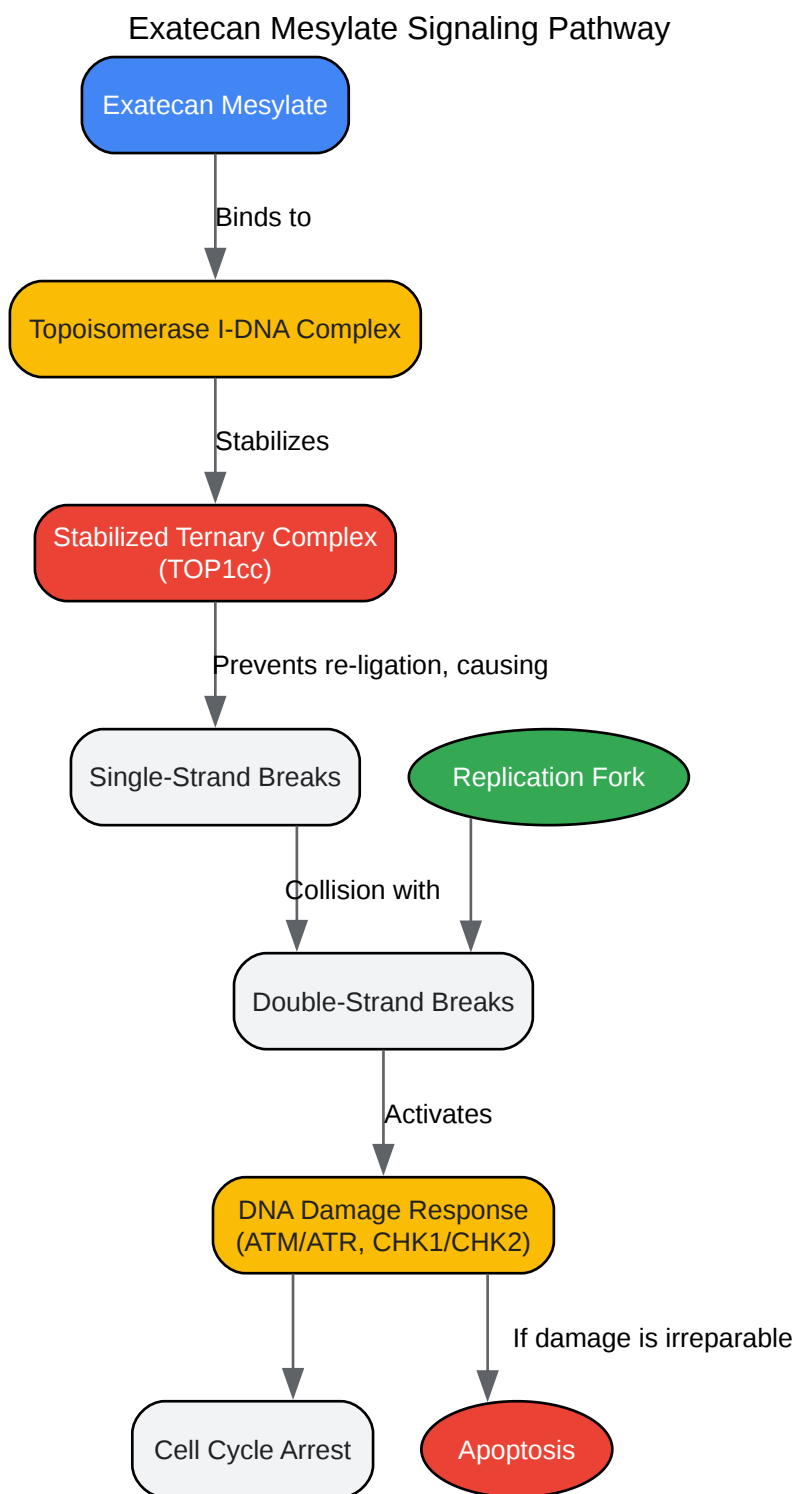 Exatecan Mesylate Signaling Pathway
Exatecan Mesylate
Binds to
Topoisomerase I-DNA Complex
Stabilizes
Stabilized Ternary Complex
(TOP1cc)
Prevents re-ligation, causing
Single-Strand Breaks
Replication Fork
Collision with
Double-Strand Breaks
Activates
DNA Damage Response
(ATM/ATR, CHK1/CHK2)
If damage is irreparable
Cell Cycle Arrest
Apoptosis